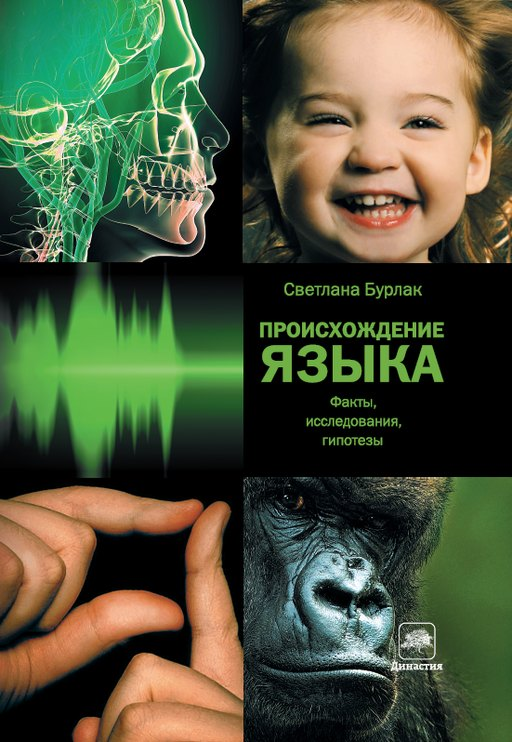 Светлана Бурлак
ПРОИСХОЖДЕНИЕ
ЯЗЫКА
Факты,
исследования,
гипотезы
Династия